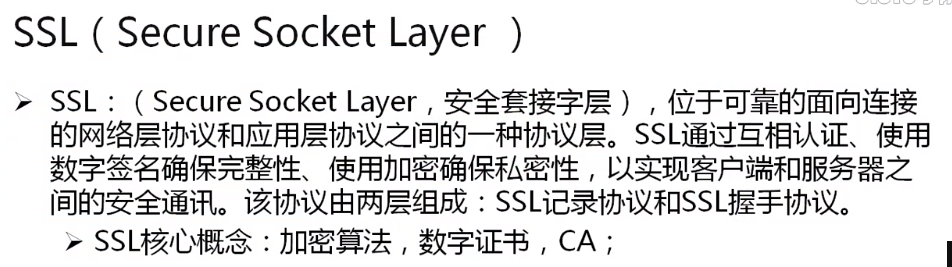 SSL（Secure Socket Layer ）
➢ SSL：（Secure Socket Layer，安全套接字层），位于可靠的面向连接
的网络层协议和应用层协议之间的一种协议层。SSL通过互相认证、使用
数字签名确保完整性、使用加密确保私密性，以实现客户端和服务器之
间的安全通讯。该协议由两层组成：SSL记录协议和SSL握手协议。
➢ SSL核心概念：加密算法，数字证书，CA；